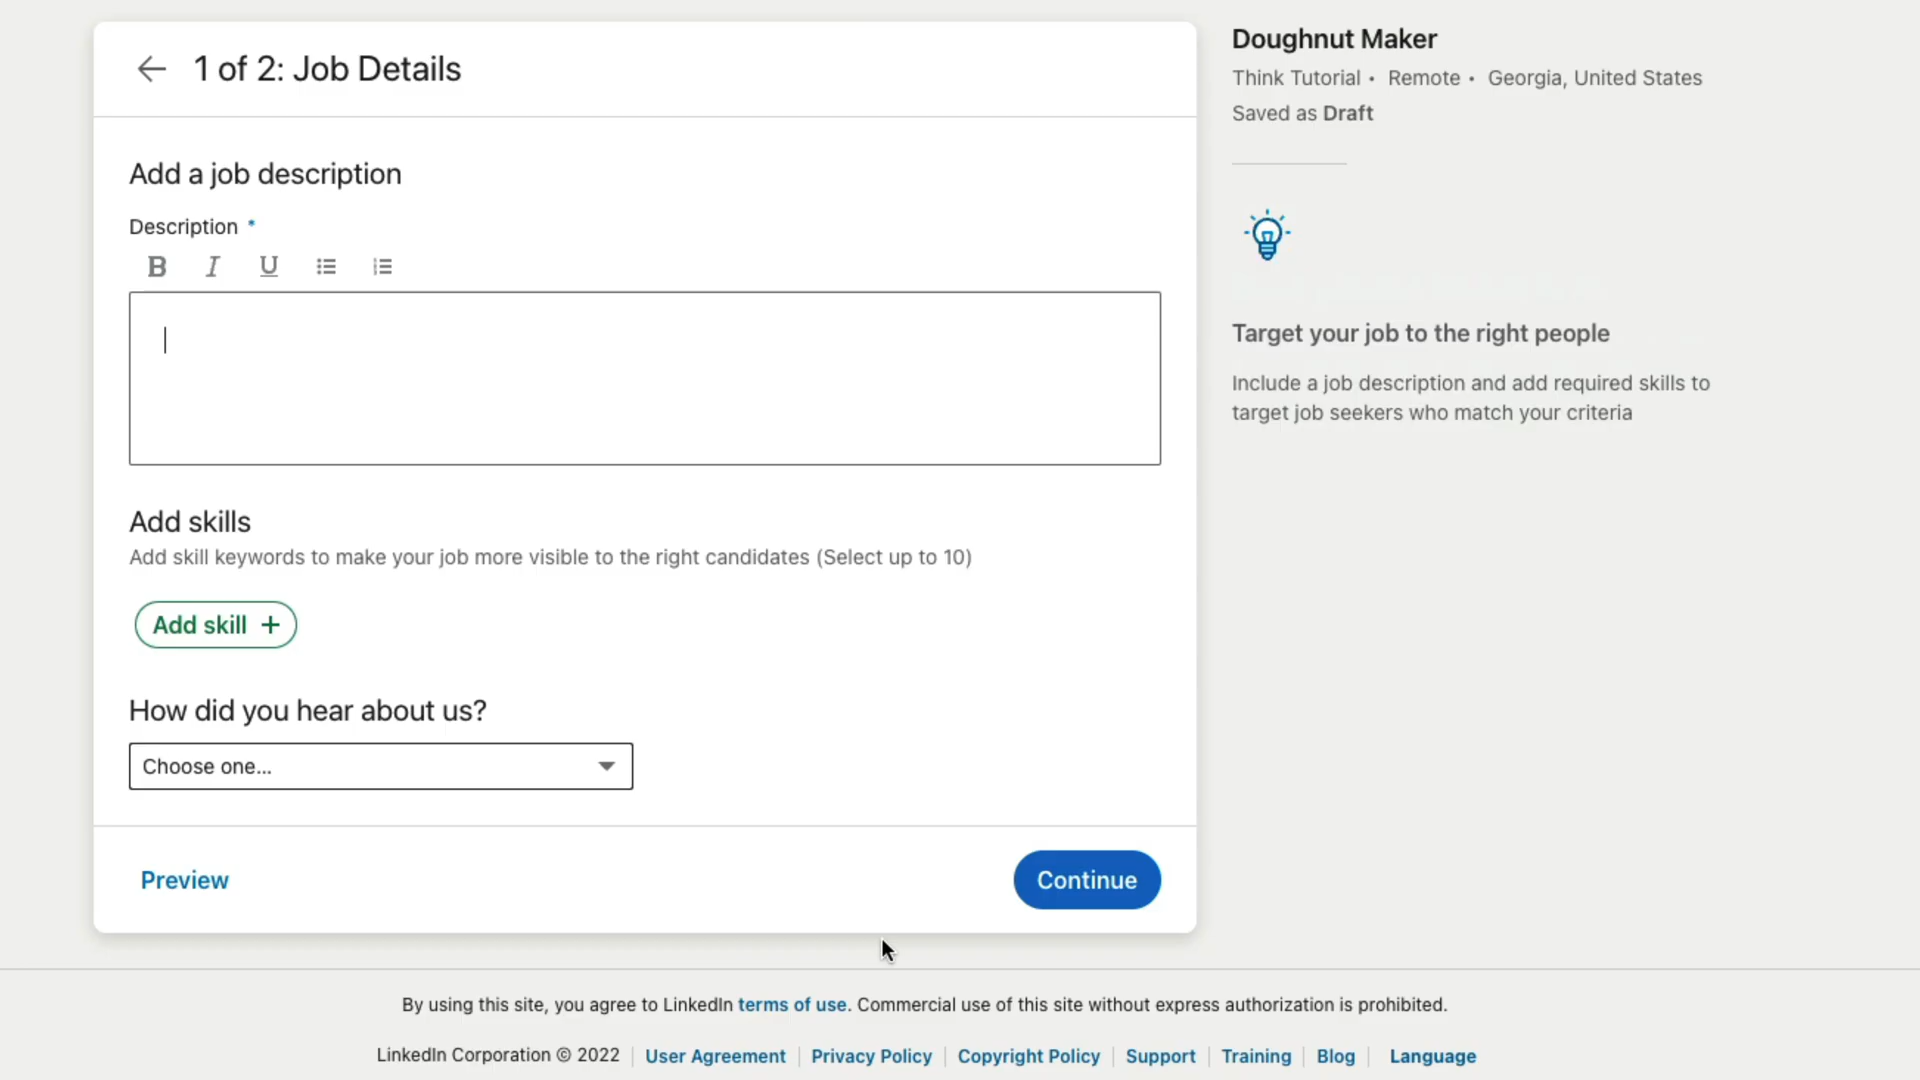 1 of 2: Job Details
Add a job description
Description *
B I U
Add skills
Add skill keywords to make your job more visible to the right candidates (Select up to 10)
Add skill +
How did you hear about us?
Choose one...
Preview
Continue
Doughnut Maker
Think Tutorial • Remote • Georgia, United States
Saved as Draft
Target your job to the right people
Include a job description and add required skills to
target job seekers who match your criteria
By using this site, you agree to LinkedIn terms of use. Commercial use of this site without express authorization is prohibited.
LinkedIn Corporation © 2022 | User Agreement | Privacy Policy | Copyright Policy | Support | Training | Blog | Language